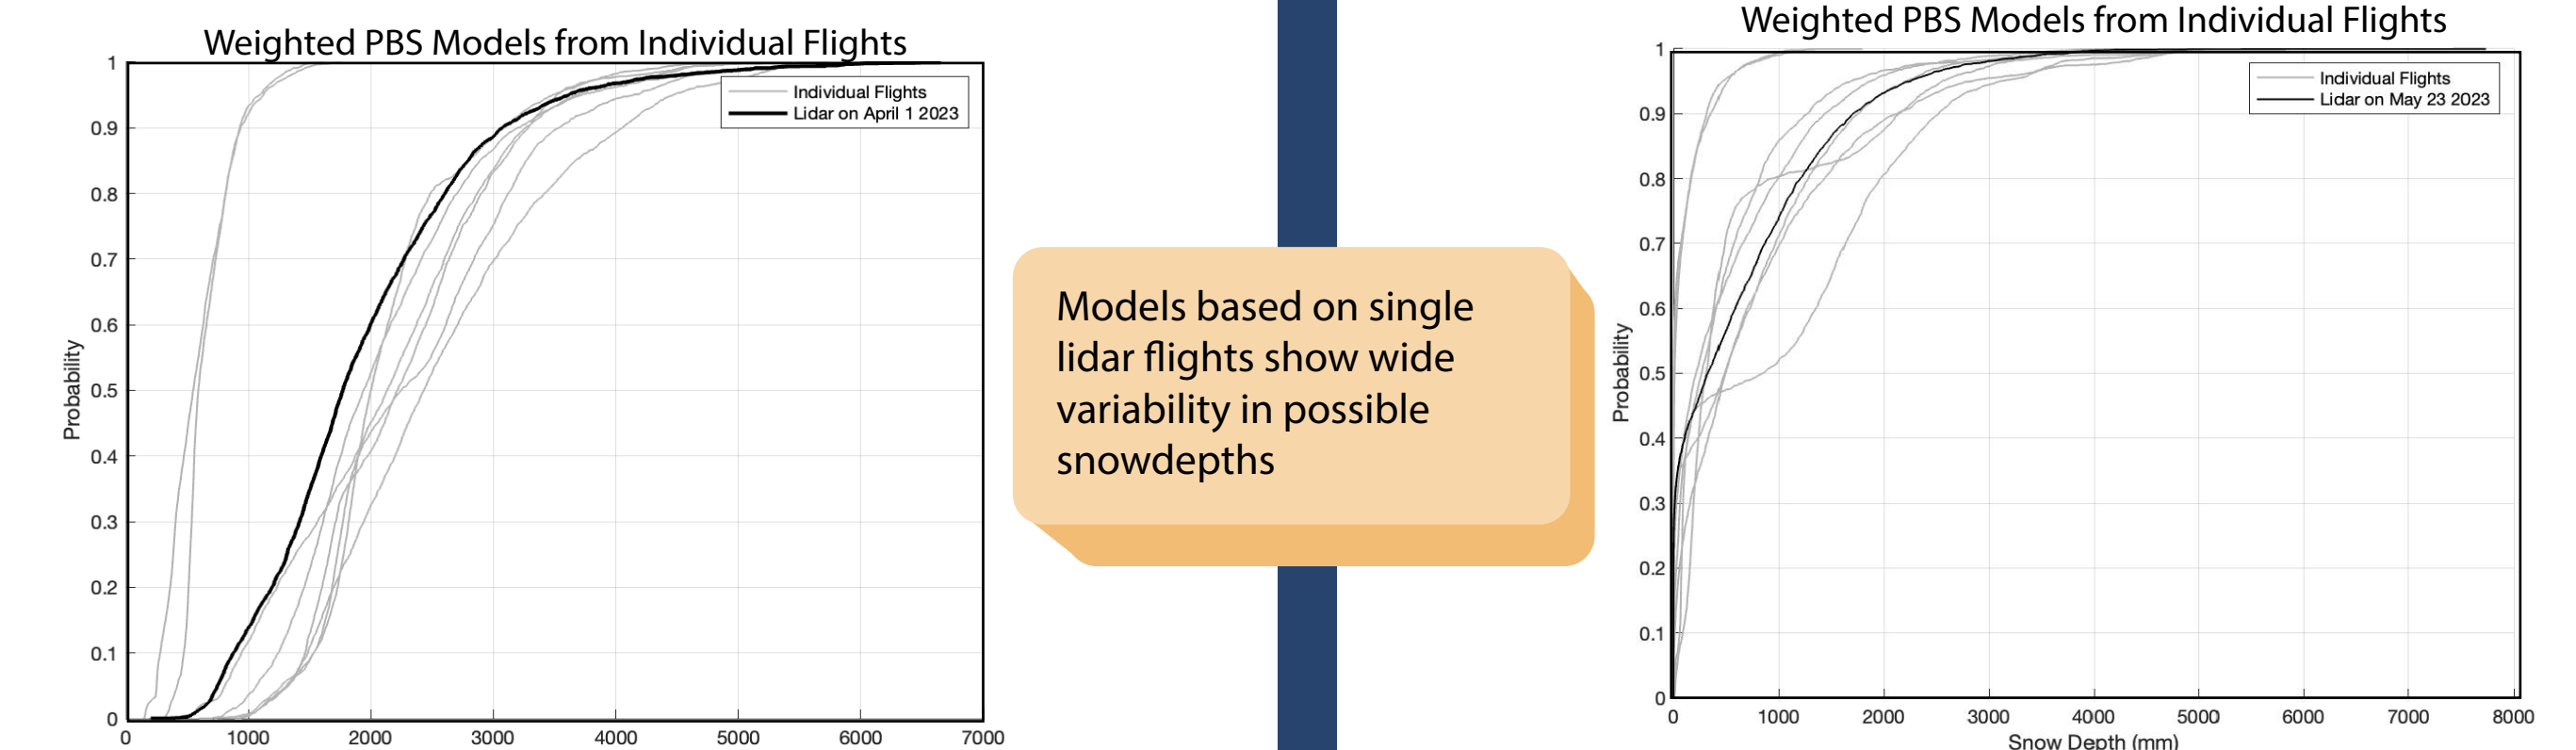 Weighted PBS Models from Individual Flights
1
0.9
0.8
0.7
0.6
0.5
0.4
0.3
0.2
0.1
0
Probability
Individual Flights
Lidar on April 1 2023
0 1000 2000 3000 4000 5000 6000 7000
Models based on single
lidar flights show wide
variability in possible
snowdepths
Weighted PBS Models from Individual Flights
1
0.9
0.8
0.7
0.6
0.5
0.4
0.3
0.2
0.1
0
Probability
Individual Flights
Lidar on May 23 2023
0 1000 2000 3000 4000 5000 6000 7000 8000
Snow Depth (mm)